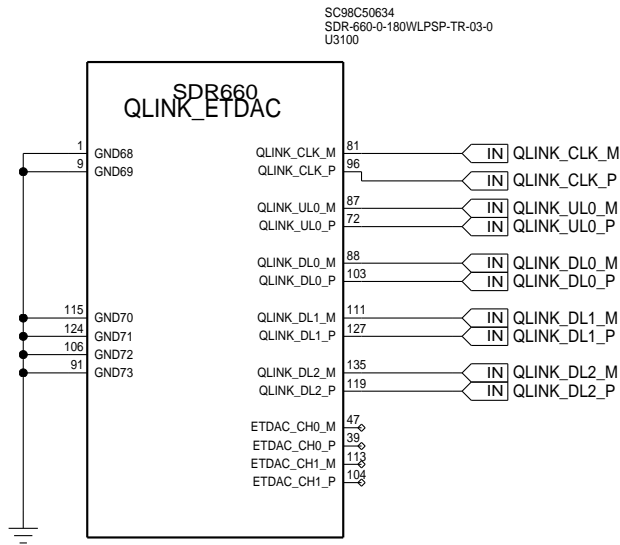 SC98C50634
SDR-660-0-180WLPSP-TR-03-0
U3100
SDR660
QLINK_ETDAC
1 GND68 QLINK_CLK_M 81 IN QLINK_CLK_M
9 GND69 QLINK_CLK_P 96 IN QLINK_CLK_P
QLINK_UL0_M 87 IN QLINK_UL0_M
QLINK_UL0_P 72 IN QLINK_UL0_P
QLINK_DL0_M 88 IN QLINK_DL0_M
QLINK_DL0_P 103 IN QLINK_DL0_P
115 GND70 QLINK_DL1_M 111 IN QLINK_DL1_M
124 GND71 QLINK_DL1_P 127 IN QLINK_DL1_P
106 GND72
91 GND73 QLINK_DL2_M 135 IN QLINK_DL2_M
QLINK_DL2_P 119 IN QLINK_DL2_P
ETDAC_CH0_M 47
ETDAC_CH0_P 39
ETDAC_CH1_M 113
ETDAC_CH1_P 104